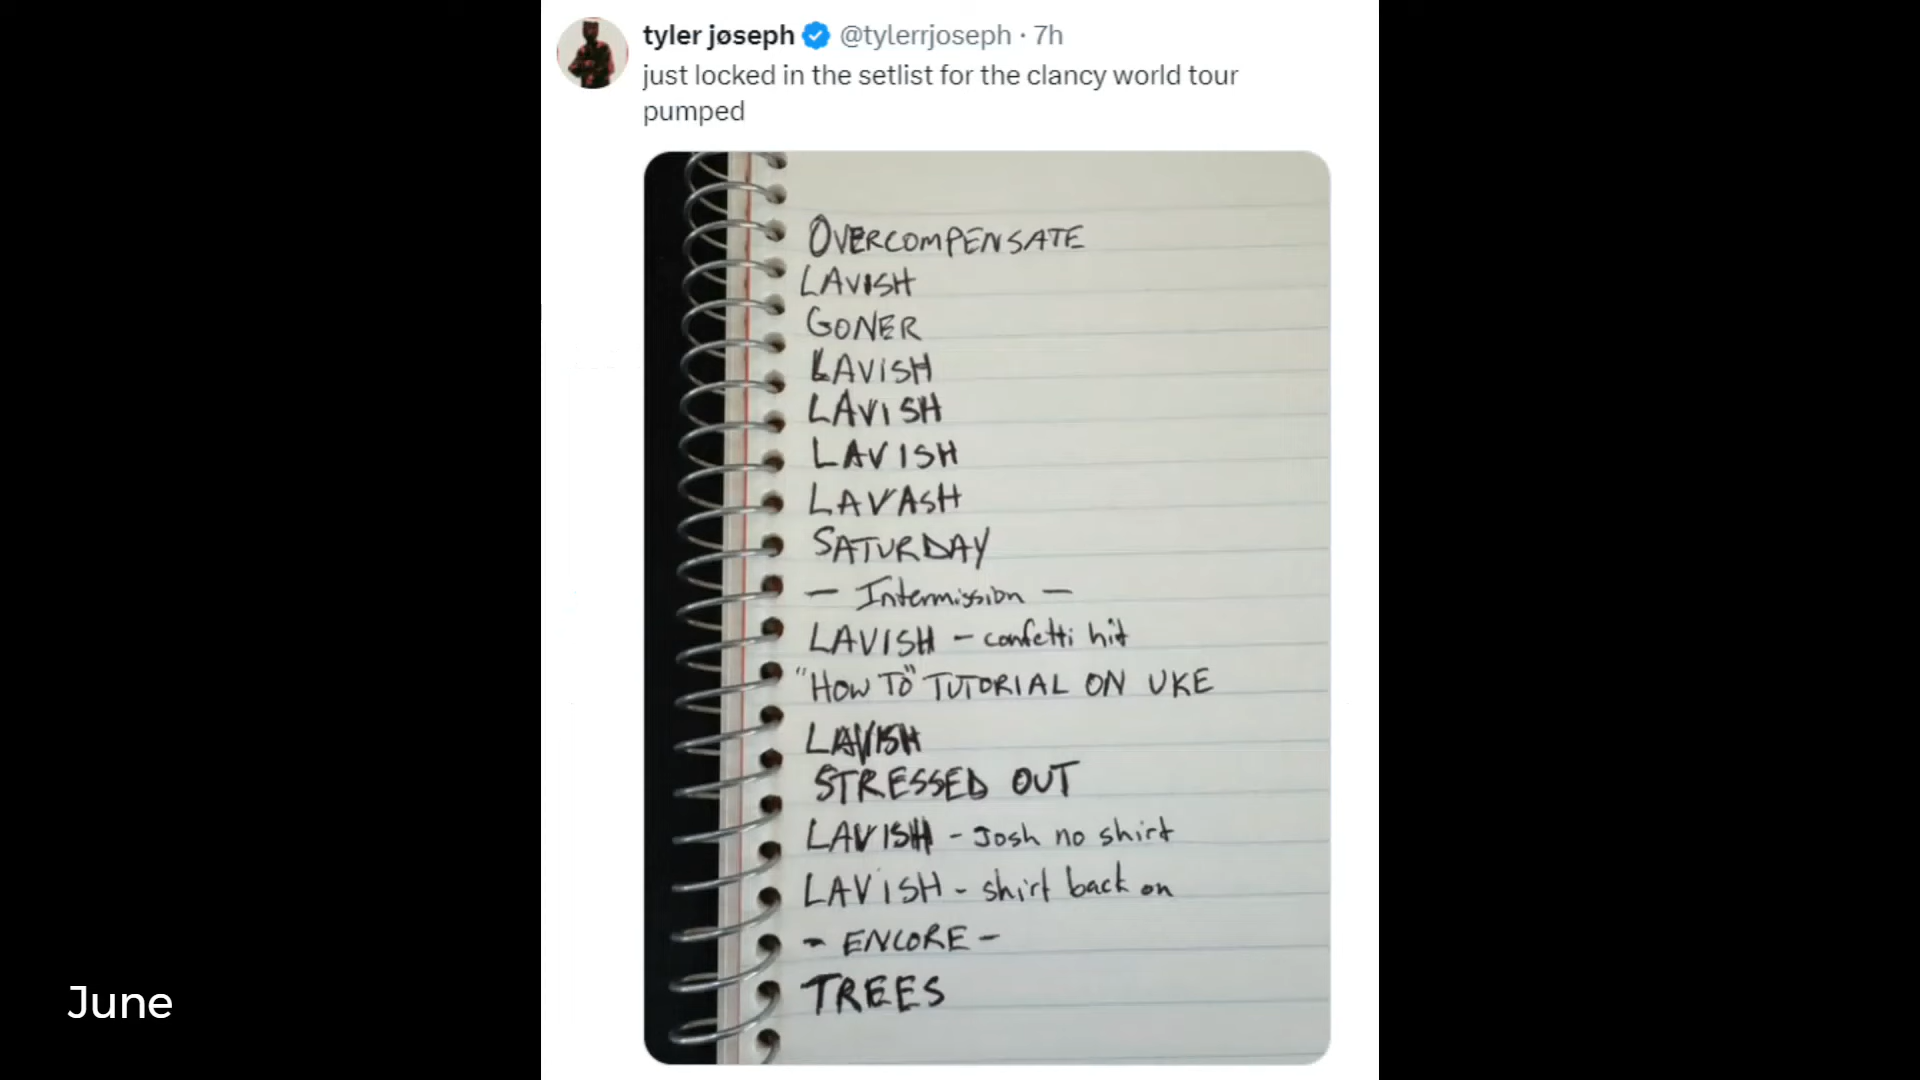 tyler jøseph @tylerrjoseph · 7h
just locked in the setlist for the clancy world tour
pumped
OVERCOMPENSATE
LAVISH
GONER
LAVISH
LAVISH
LAVISH
LAVASH
SATURDAY
— Intermission —
LAVISH - confetti hit
"HOW TO" TUTORIAL ON UKE
LAVISH
STRESSED OUT
LAVISH - Josh no shirt
LAVISH - shirt back on
- ENCORE -
TREES
June